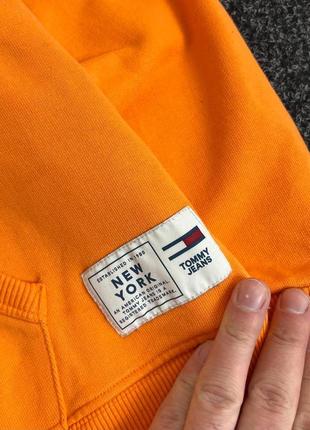 ESTABLISHED IN 1985
NEW
YORK
AN AMERICAN ORIGINAL
TOMMY JEANS IS A
REGISTERED TRADEMARK.
TOMMY
JEANS